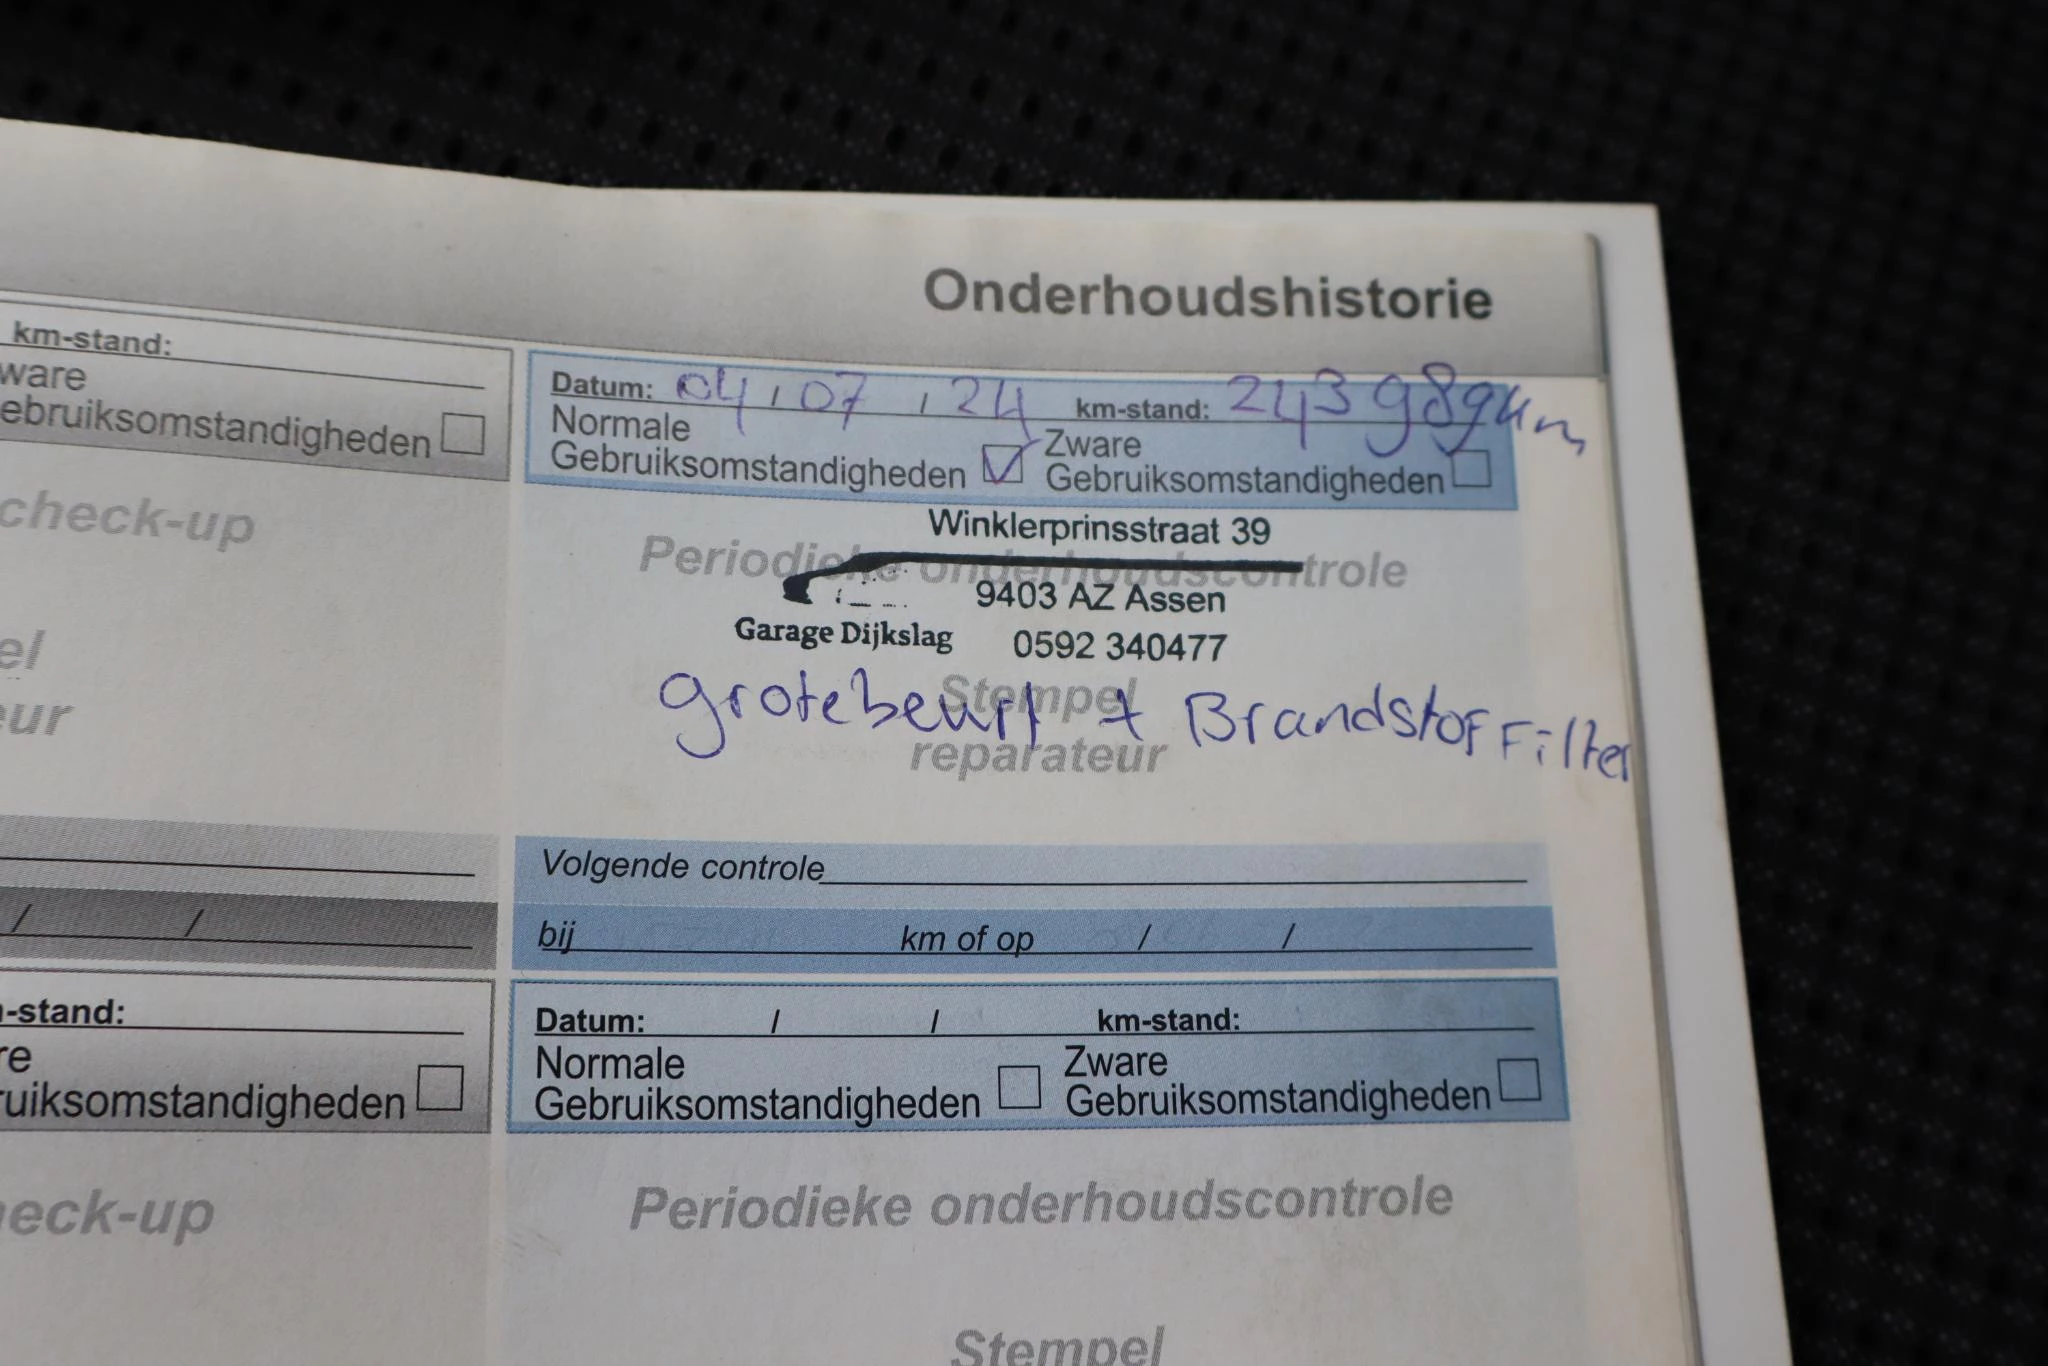 Onderhoudshistorie
km-stand:
ware
ebruiksomstandigheden
check-up
el
eur
/ /
-stand:
re
ruiksomstandigheden
heck-up
Datum: 04 / 07 / 24 km-stand: 243989km
Normale Zware
Gebruiksomstandigheden Gebruiksomstandigheden
Winklerprinsstraat 39
Periodieke onderhoudscontrole
9403 AZ Assen
Garage Dijkslag 0592 340477
Stempel
grotebeurt + Brandstof Filter
reparateur
Volgende controle
bij km of op / /
Datum: / / km-stand:
Normale Zware
Gebruiksomstandigheden Gebruiksomstandigheden
Periodieke onderhoudscontrole
Stempel